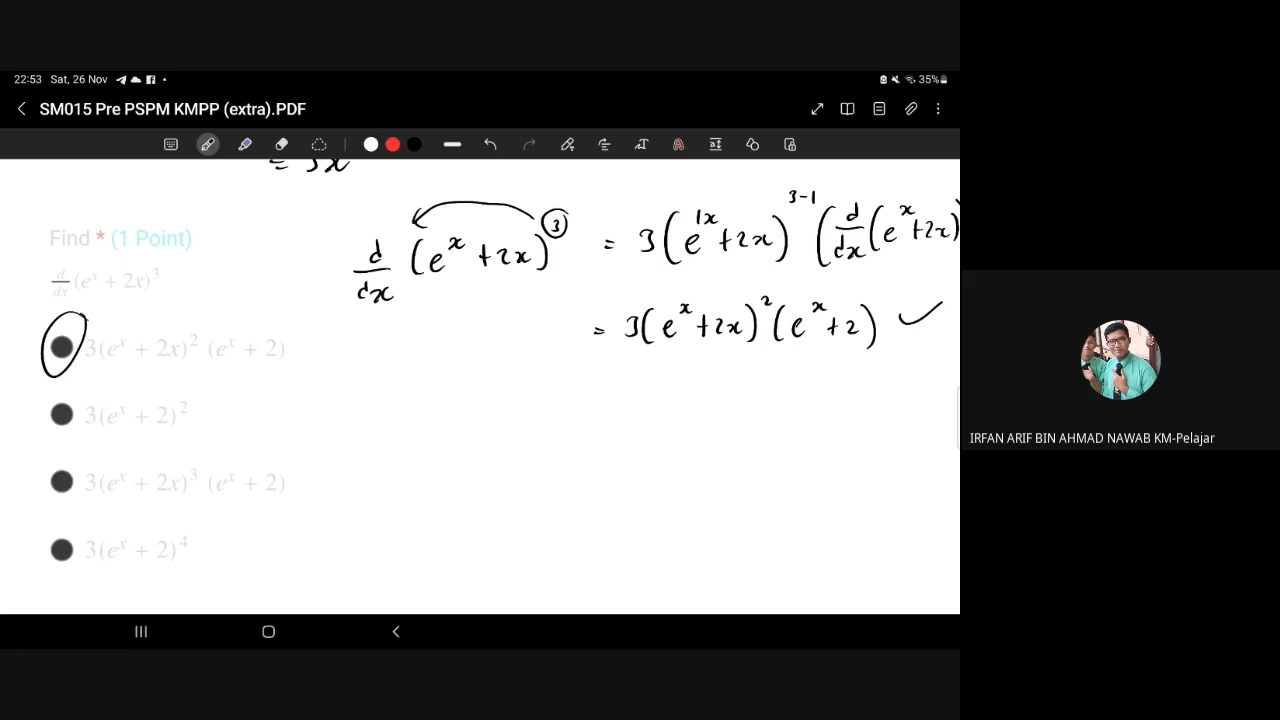 22:53 Sat, 26 Nov 35%
SM015 Pre PSPM KMPP (extra).PDF
= 3x
Find * (1 Point)
d/dx (e^x + 2x)^3
3(e^x + 2x)^2 (e^x + 2)
3(e^x + 2)^2
3(e^x + 2x)^3 (e^x + 2)
3(e^x + 2)^4
d/dx (e^x + 2x)^3 = 3(e^1x + 2x)^3-1 (d/dx (e^x + 2x)
= 3(e^x + 2x)^2 (e^x + 2) ✓
IRFAN ARIF BIN AHMAD NAWAB KM-Pelajar